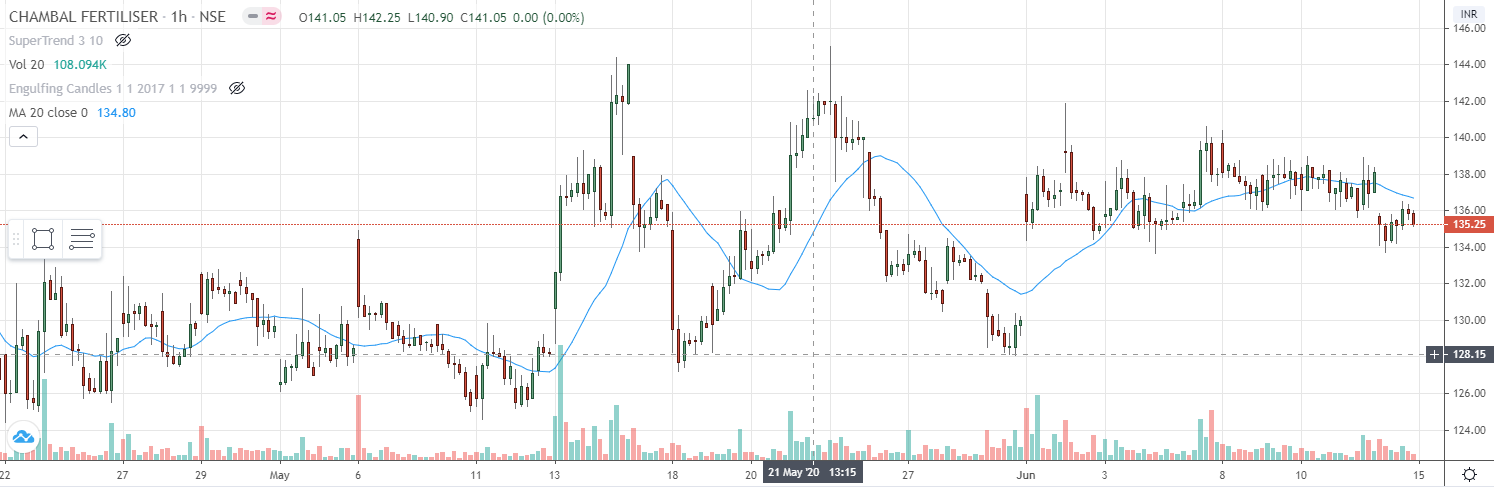 CHAMBAL FERTILISER · 1h · NSE O141.05 H142.25 L140.90 C141.05 0.00 (0.00%)
INR
SuperTrend 3 10
Vol 20 108.094K
Engulfing Candles 1 1 2017 1 1 9999
MA 20 close 0 134.80
146.00
144.00
142.00
140.00
138.00
136.00
135.25
134.00
132.00
130.00
128.15
126.00
124.00
22 27 29 May 6 11 13 18 20 21 May '20 13:15 27 Jun 3 8 10 15